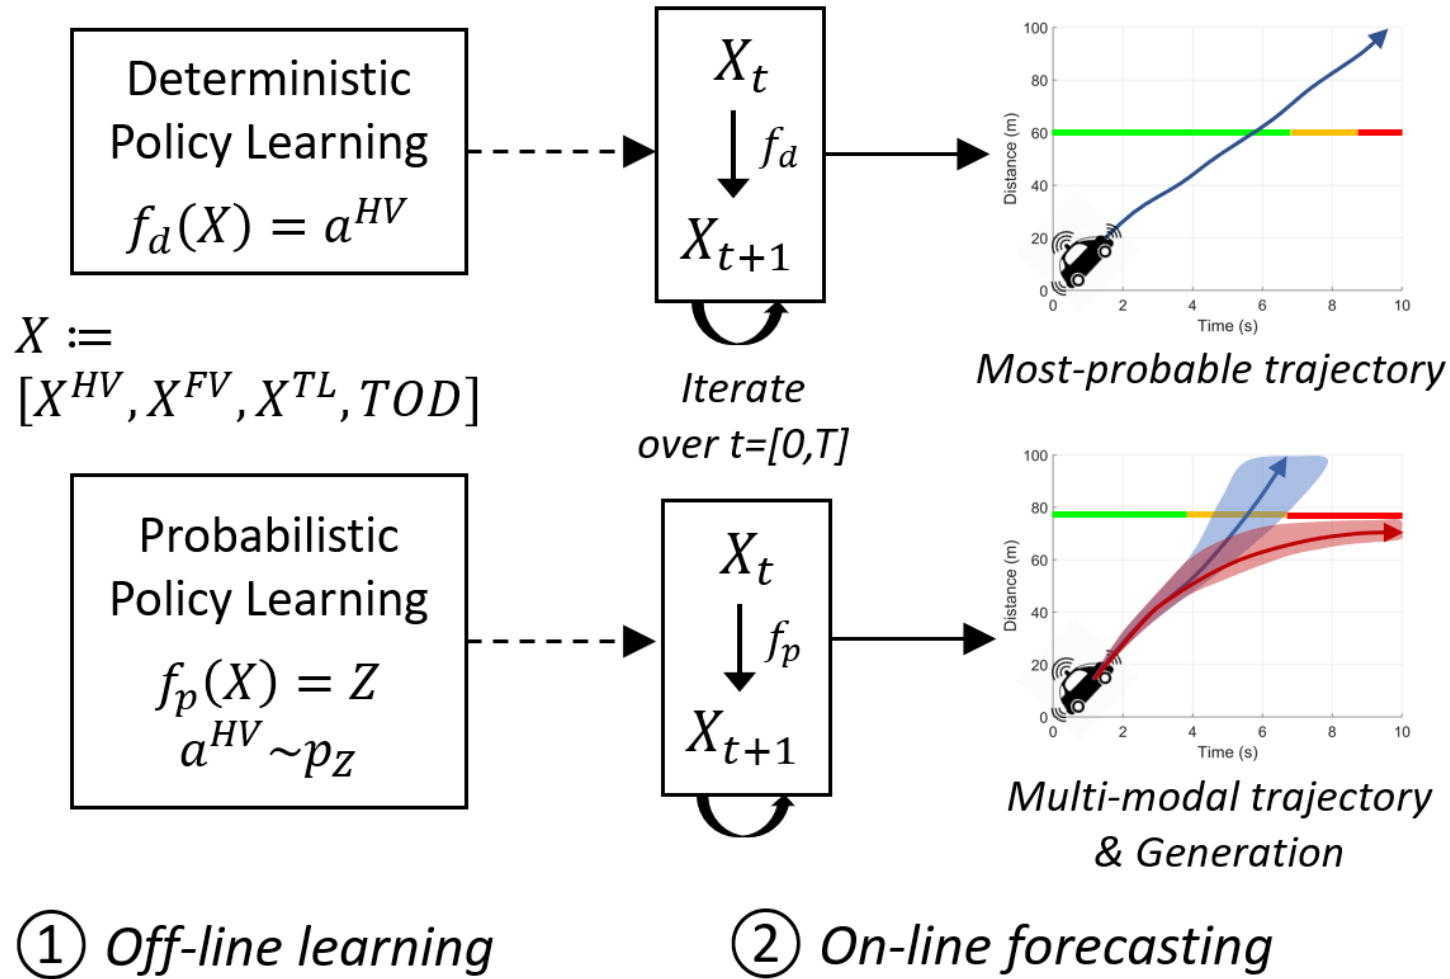 Deterministic
Policy Learning
f_d(X) = a^{HV}
X :=
[X^{HV}, X^{FV}, X^{TL}, TOD]
Probabilistic
Policy Learning
f_p(X) = Z
a^{HV} ~ p_Z
X_t
f_d
X_{t+1}
Iterate
over t=[0,T]
X_t
f_p
X_{t+1}
100
80
60
40
20
0
Distance (m)
0 2 4 6 8 10
Time (s)
Most-probable trajectory
100
80
60
40
20
0
Distance (m)
0 2 4 6 8 10
Time (s)
Multi-modal trajectory
& Generation
① Off-line learning
② On-line forecasting